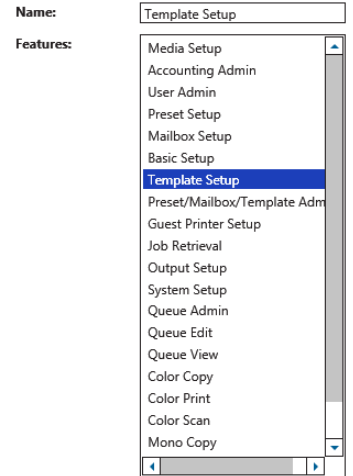 Name:
Template Setup
Features:
Media Setup
Accounting Admin
User Admin
Preset Setup
Mailbox Setup
Basic Setup
Template Setup
Preset/Mailbox/Template Adm
Guest Printer Setup
Job Retrieval
Output Setup
System Setup
Queue Admin
Queue Edit
Queue View
Color Copy
Color Print
Color Scan
Mono Copy